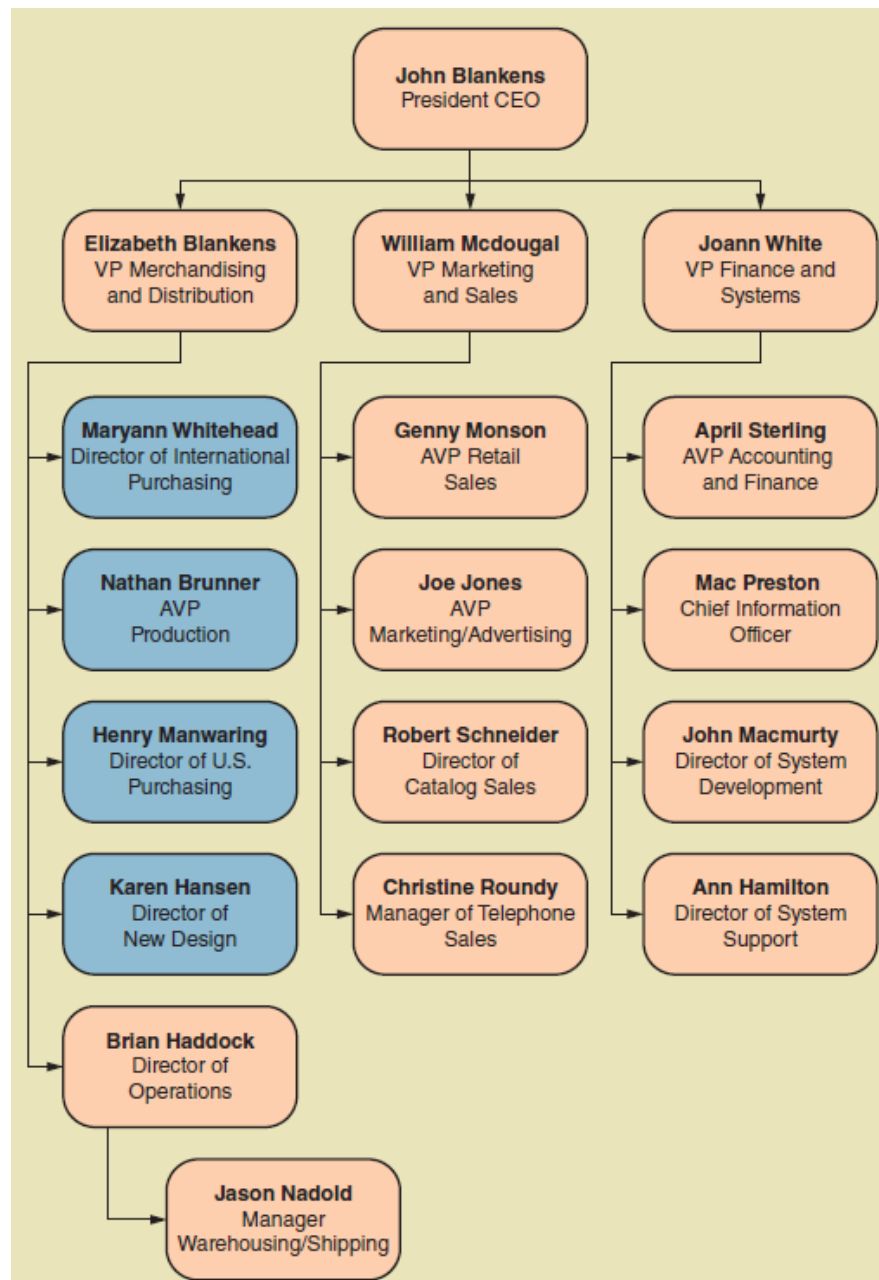 John Blankens
President CEO
Elizabeth Blankens
VP Merchandising
and Distribution
William Mcdougal
VP Marketing
and Sales
Joann White
VP Finance and
Systems
Maryann Whitehead
Director of International
Purchasing
Genny Monson
AVP Retail
Sales
April Sterling
AVP Accounting
and Finance
Nathan Brunner
AVP
Production
Joe Jones
AVP
Marketing/Advertising
Mac Preston
Chief Information
Officer
Henry Manwaring
Director of U.S.
Purchasing
Robert Schneider
Director of
Catalog Sales
John Macmurty
Director of System
Development
Karen Hansen
Director of
New Design
Christine Roundy
Manager of Telephone
Sales
Ann Hamilton
Director of System
Support
Brian Haddock
Director of
Operations
Jason Nadold
Manager
Warehousing/Shipping